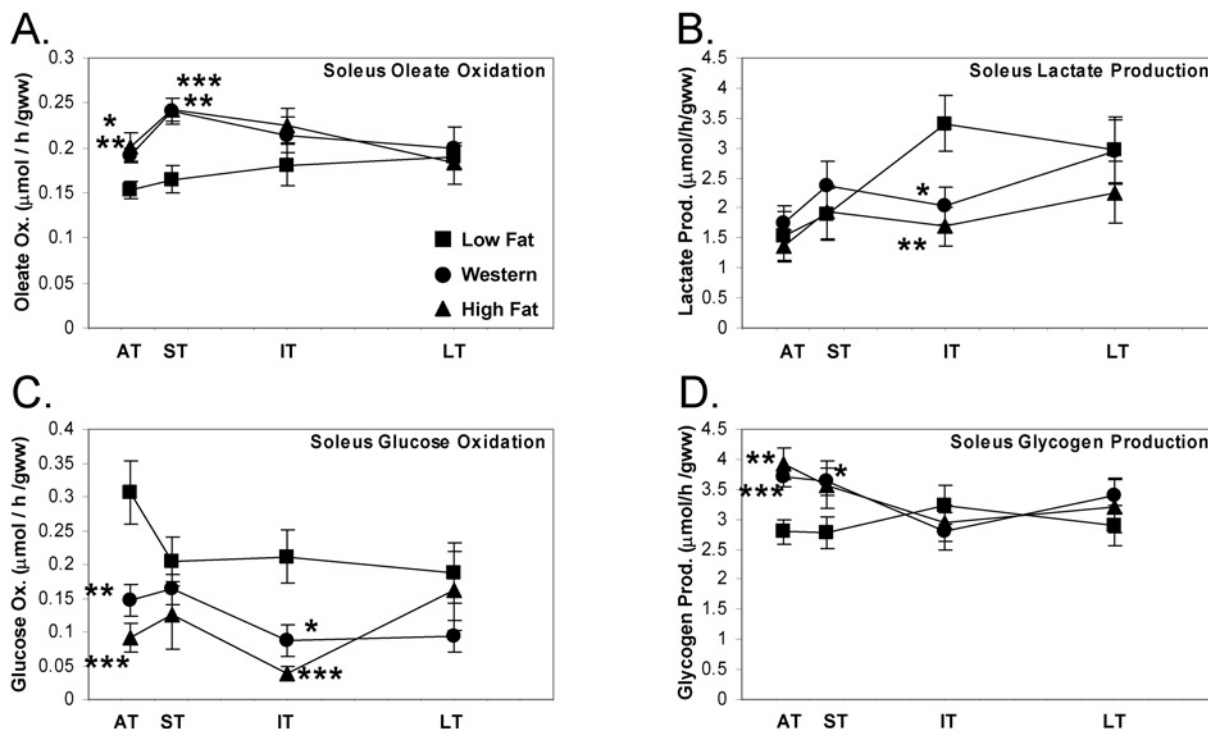 A.
Soleus Oleate Oxidation
Oleate Ox. (μmol / h /gww)
0.3
0.25
0.2
0.15
0.1
0.05
0
*
**
***
**
Low Fat
Western
High Fat
AT ST IT LT
B.
Soleus Lactate Production
Lactate Prod. (μmol/h/gww)
4.5
4
3.5
3
2.5
2
1.5
1
0.5
0
*
**
AT ST IT LT
C.
Soleus Glucose Oxidation
Glucose Ox. (μmol / h /gww)
0.4
0.35
0.3
0.25
0.2
0.15
0.1
0.05
0
**
***
*
***
AT ST IT LT
D.
Soleus Glycogen Production
Glycogen Prod. (μmol/h/gww)
4.5
4
3.5
3
2.5
2
1.5
1
0.5
0
**
***
*
AT ST IT LT